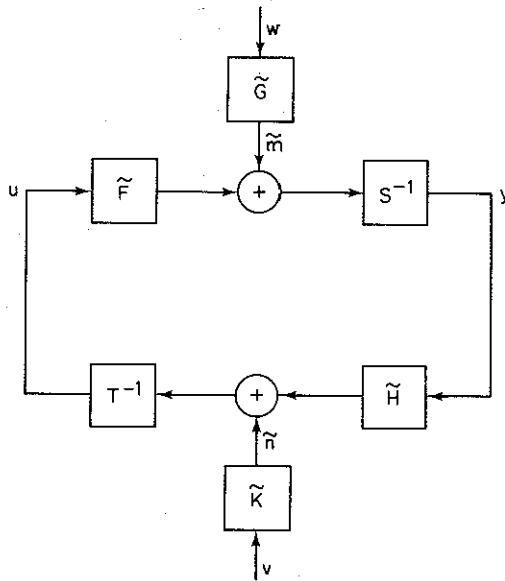 w
G̃
m̃
u
F̃
+
S⁻¹
y
T⁻¹
+
H̃
ñ
K̃
v